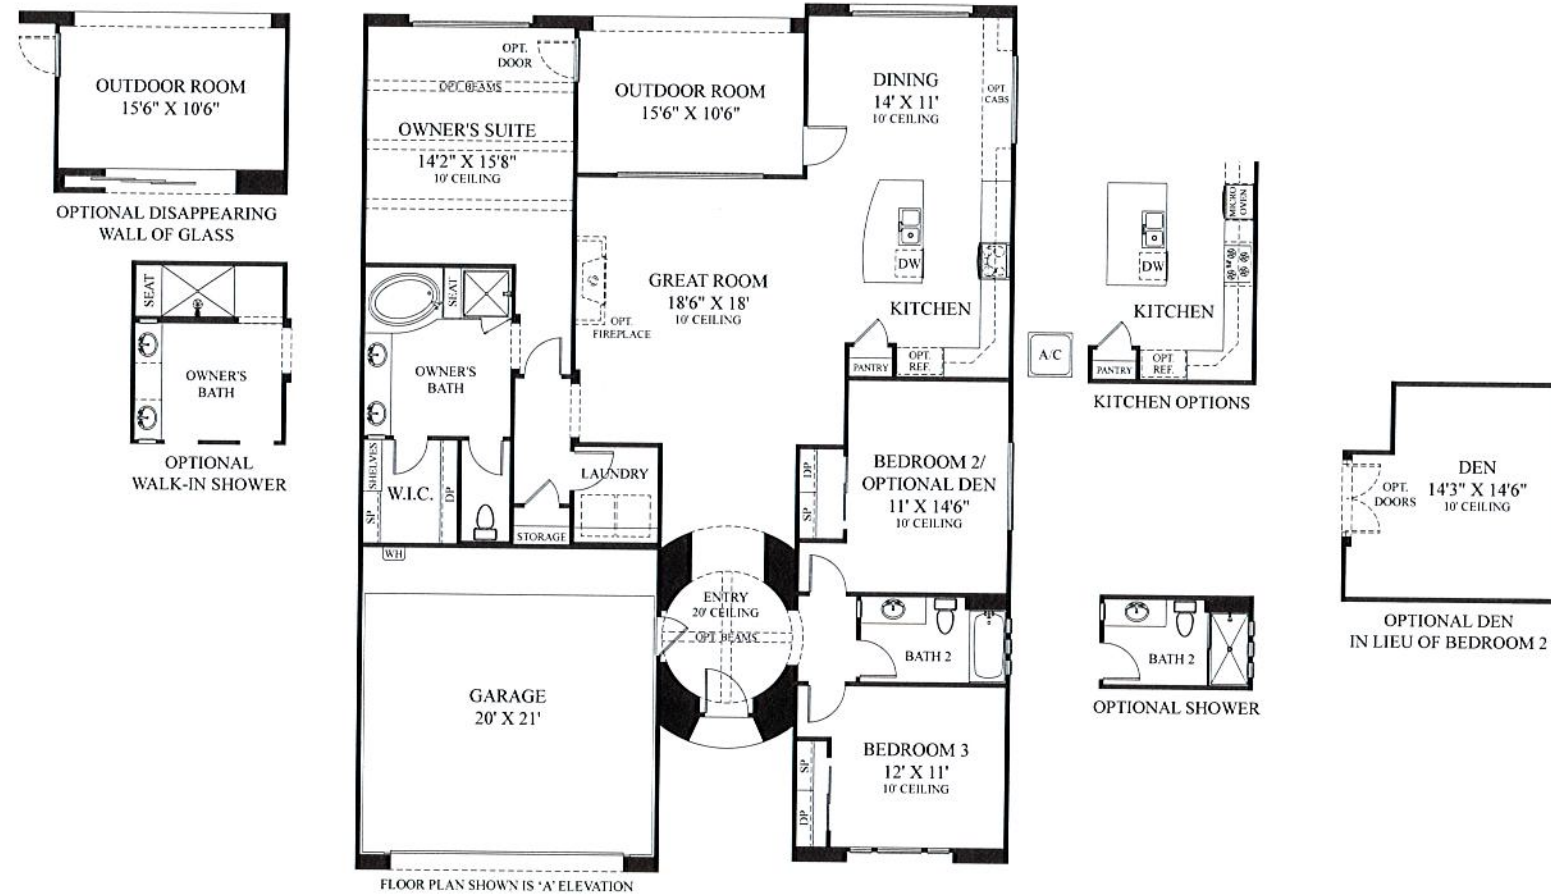 OUTDOOR ROOM
15'6" X 10'6"
OPTIONAL DISAPPEARING
WALL OF GLASS
SEAT
OWNER'S
BATH
OPTIONAL
WALK-IN SHOWER
OPT.
DOOR
OPT. BEAMS
OWNER'S SUITE
14'2" X 15'8"
10' CEILING
OUTDOOR ROOM
15'6" X 10'6"
DINING
14' X 11'
10' CEILING
OPT
CABS
GREAT ROOM
18'6" X 18'
10' CEILING
OPT.
FIREPLACE
DW
KITCHEN
PANTRY
OPT.
REF.
SEAT
OWNER'S
BATH
SHELVES
SP
W.I.C.
DP
LAUNDRY
STORAGE
WH
DP
SP
BEDROOM 2/
OPTIONAL DEN
11' X 14'6"
10' CEILING
ENTRY
20' CEILING
OPT BEAMS
BATH 2
GARAGE
20' X 21'
SP
DP
BEDROOM 3
12' X 11'
10' CEILING
FLOOR PLAN SHOWN IS 'A' ELEVATION
A/C
MICRO
OVEN
DW
KITCHEN
PANTRY
OPT.
REF.
KITCHEN OPTIONS
DEN
14'3" X 14'6"
10' CEILING
OPT.
DOORS
OPTIONAL DEN
IN LIEU OF BEDROOM 2
BATH 2
OPTIONAL SHOWER